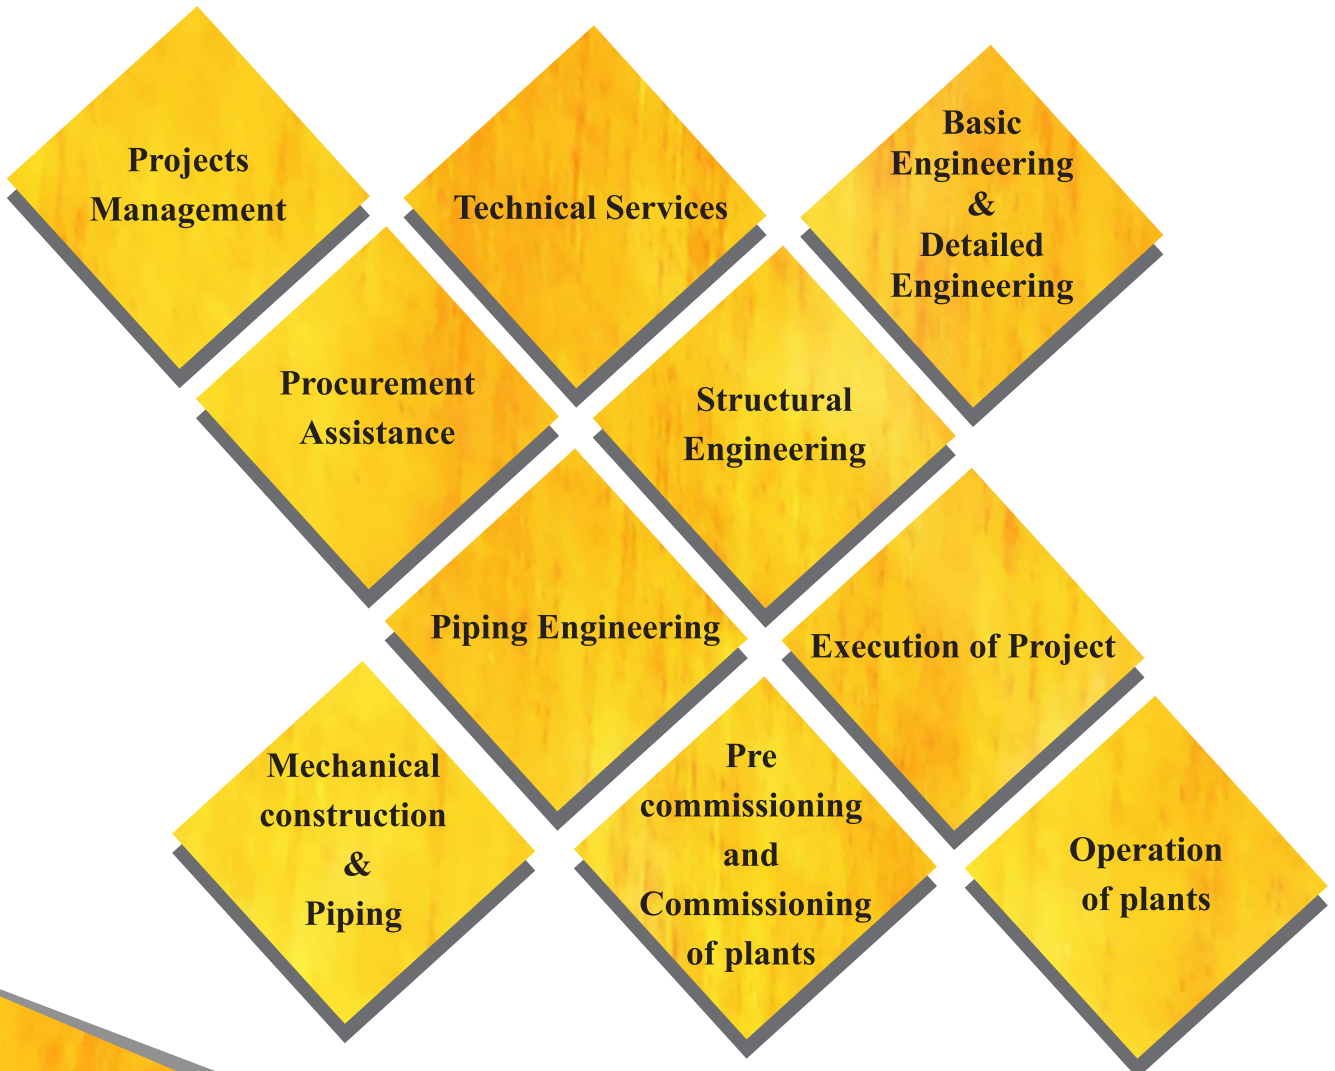 Projects
Management
Technical Services
Basic
Engineering
&
Detailed
Engineering
Procurement
Assistance
Structural
Engineering
Piping Engineering
Execution of Project
Mechanical
construction
&
Piping
Pre
commissioning
and
Commissioning
of plants
Operation
of plants